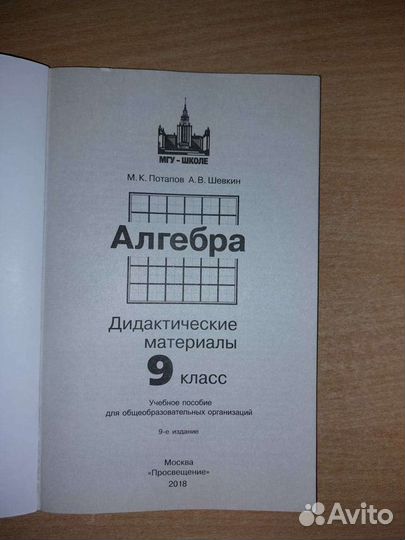 МГУ - ШКОЛЕ
М. К. Потапов А. В. Шевкин
Алгебра
Дидактические
материалы
9 класс
Учебное пособие
для общеобразовательных организаций
9-е издание
Москва
«Просвещение»
2018
Avito